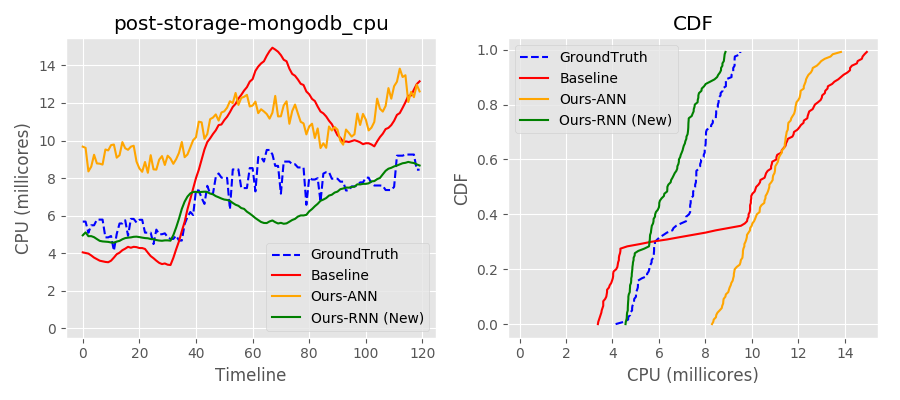 post-storage-mongodb_cpu
CPU (millicores)
14
12
10
8
6
4
2
0
0 20 40 60 80 100 120
Timeline
GroundTruth
Baseline
Ours-ANN
Ours-RNN (New)
CDF
CDF
1.0
0.8
0.6
0.4
0.2
0.0
0 2 4 6 8 10 12 14
CPU (millicores)
GroundTruth
Baseline
Ours-ANN
Ours-RNN (New)